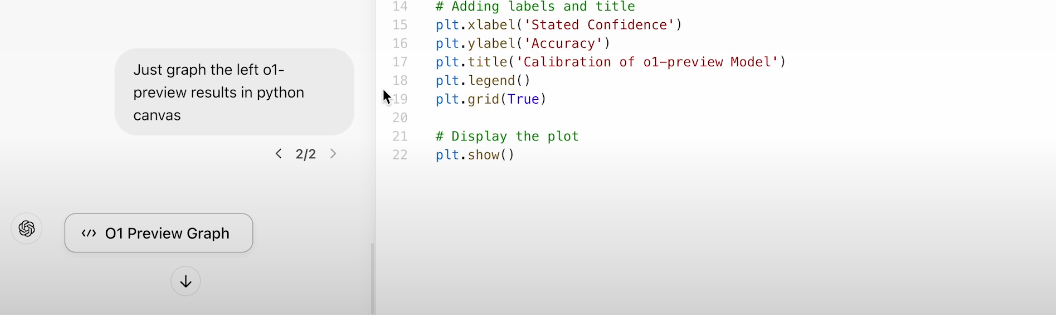 Just graph the left o1-
preview results in python
canvas
2/2
O1 Preview Graph
14 # Adding labels and title
15 plt.xlabel('Stated Confidence')
16 plt.ylabel('Accuracy')
17 plt.title('Calibration of o1-preview Model')
18 plt.legend()
19 plt.grid(True)
20
21 # Display the plot
22 plt.show()